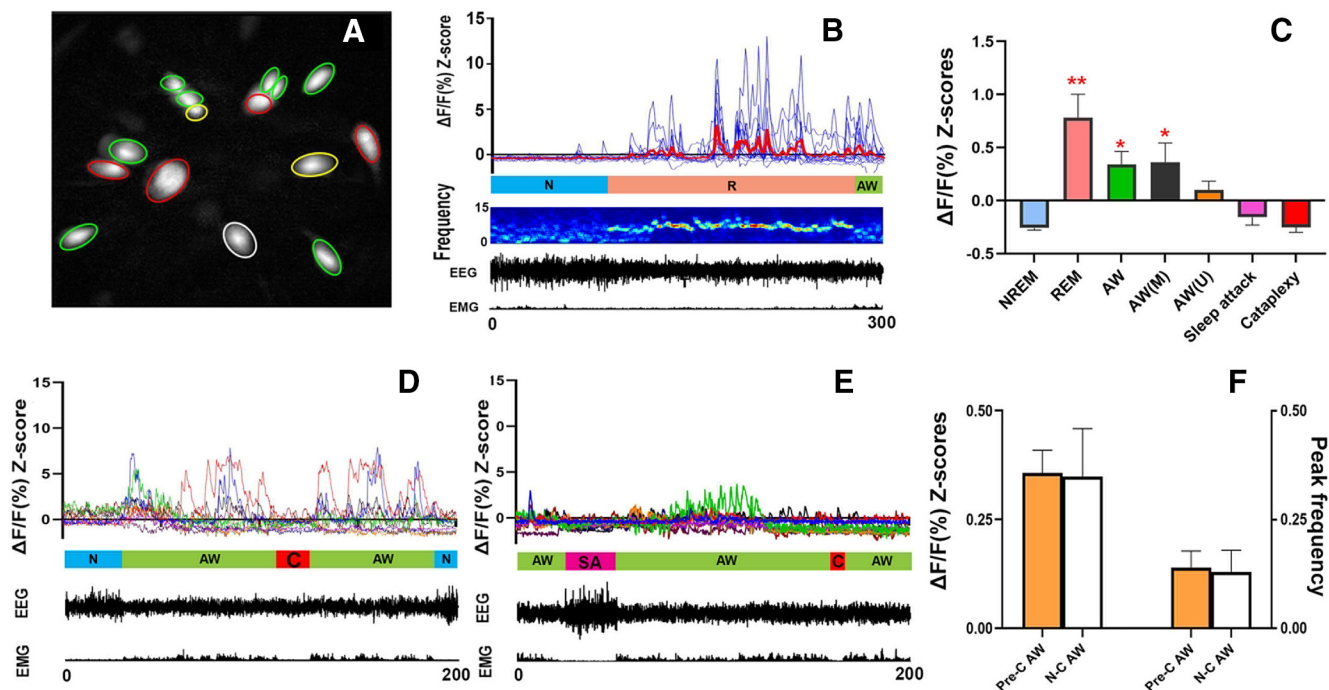 A
B
ΔF/F(%) Z-score
15
10
5
0
N
R
AW
Frequency
15
0
EEG
EMG
0
300
C
ΔF/F(%) Z-scores
1.5
1.0
0.5
0.0
-0.5
**
*
*
NREM
REM
AW
AW(M)
AW(U)
Sleep attack
Cataplexy
D
ΔF/F(%) Z-score
15
10
5
0
N
AW
C
AW
N
EEG
EMG
0
200
E
ΔF/F(%) Z-score
15
0
5
0
AW
SA
AW
C
AW
EEG
EMG
0
200
F
ΔF/F(%) Z-scores
0.50
0.25
0.00
Peak frequency
0.50
0.25
0.00
Pre-C AW
N-C AW
Pre-C AW
N-C AW